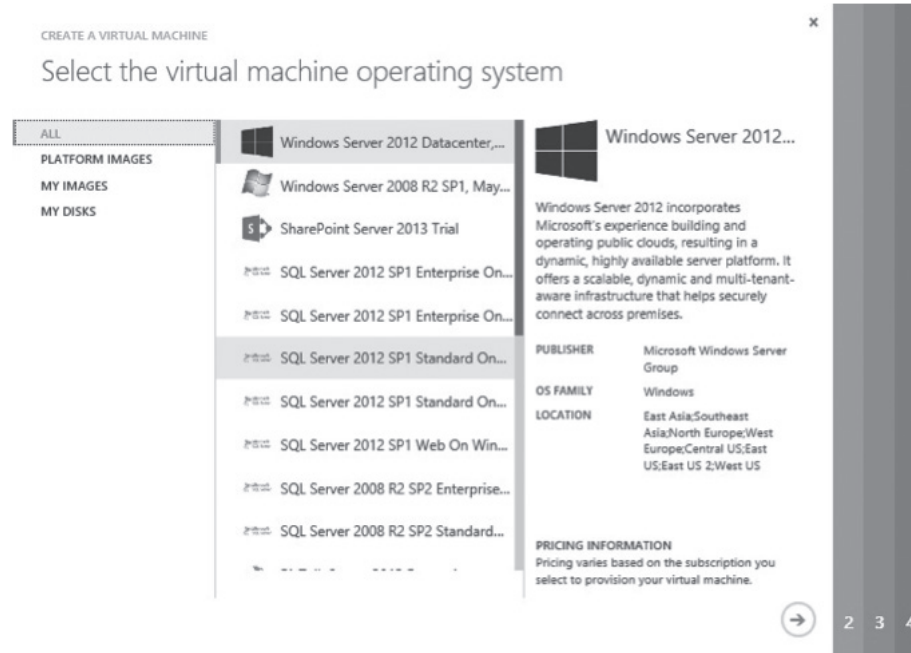 CREATE A VIRTUAL MACHINE
Select the virtual machine operating system
ALL
PLATFORM IMAGES
MY IMAGES
MY DISKS
Windows Server 2012 Datacenter,...
Windows Server 2008 R2 SP1, May...
SharePoint Server 2013 Trial
SQL Server 2012 SP1 Enterprise On...
SQL Server 2012 SP1 Enterprise On...
SQL Server 2012 SP1 Standard On...
SQL Server 2012 SP1 Standard On...
SQL Server 2012 SP1 Web On Win...
SQL Server 2008 R2 SP2 Enterprise...
SQL Server 2008 R2 SP2 Standard...
Windows Server 2012...
Windows Server 2012 incorporates
Microsoft's experience building and
operating public clouds, resulting in a
dynamic, highly available server platform. It
offers a scalable, dynamic and multi-tenant-
aware infrastructure that helps securely
connect across premises.
PUBLISHER Microsoft Windows Server
Group
OS FAMILY Windows
LOCATION East Asia;Southeast
Asia;North Europe;West
Europe;Central US;East
US;East US 2;West US
PRICING INFORMATION
Pricing varies based on the subscription you
select to provision your virtual machine.
2 3 4